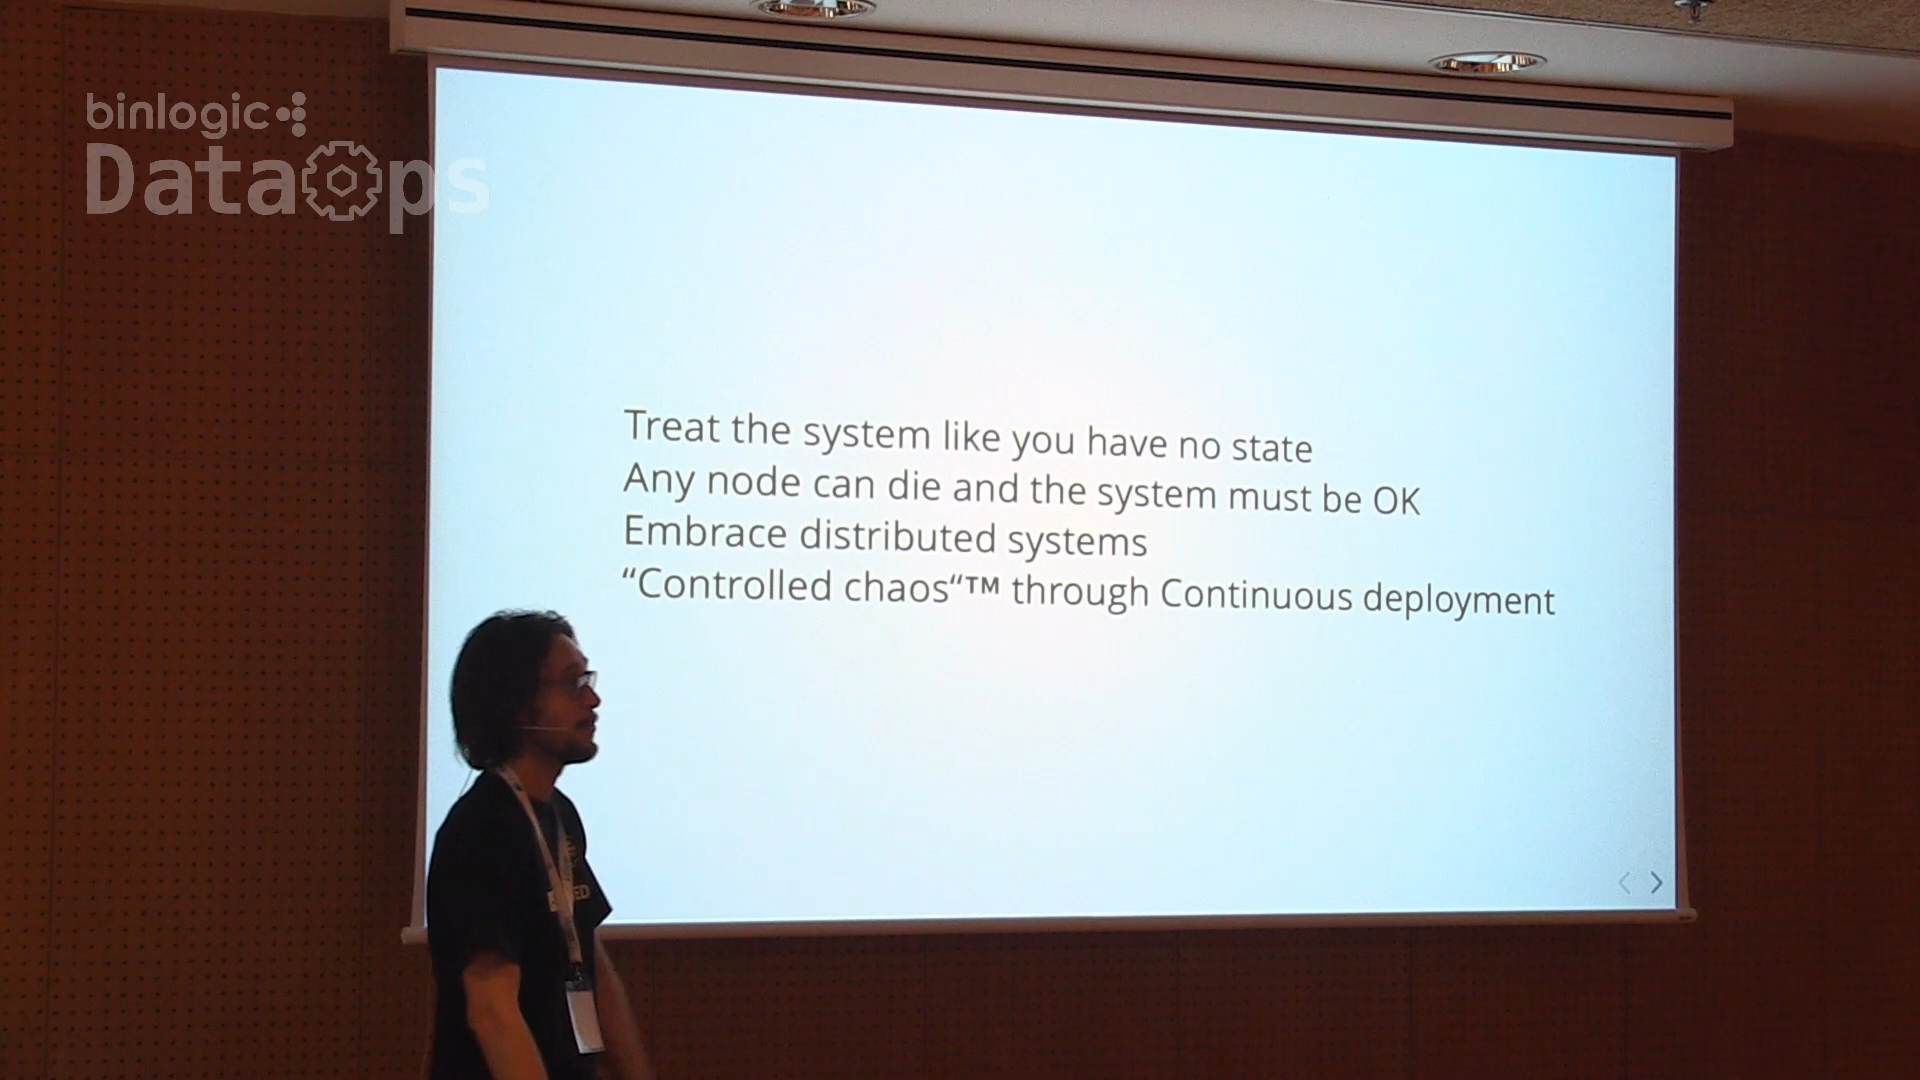 binlogic
DataOps
Treat the system like you have no state
Any node can die and the system must be OK
Embrace distributed systems
“Controlled chaos“™ through Continuous deployment